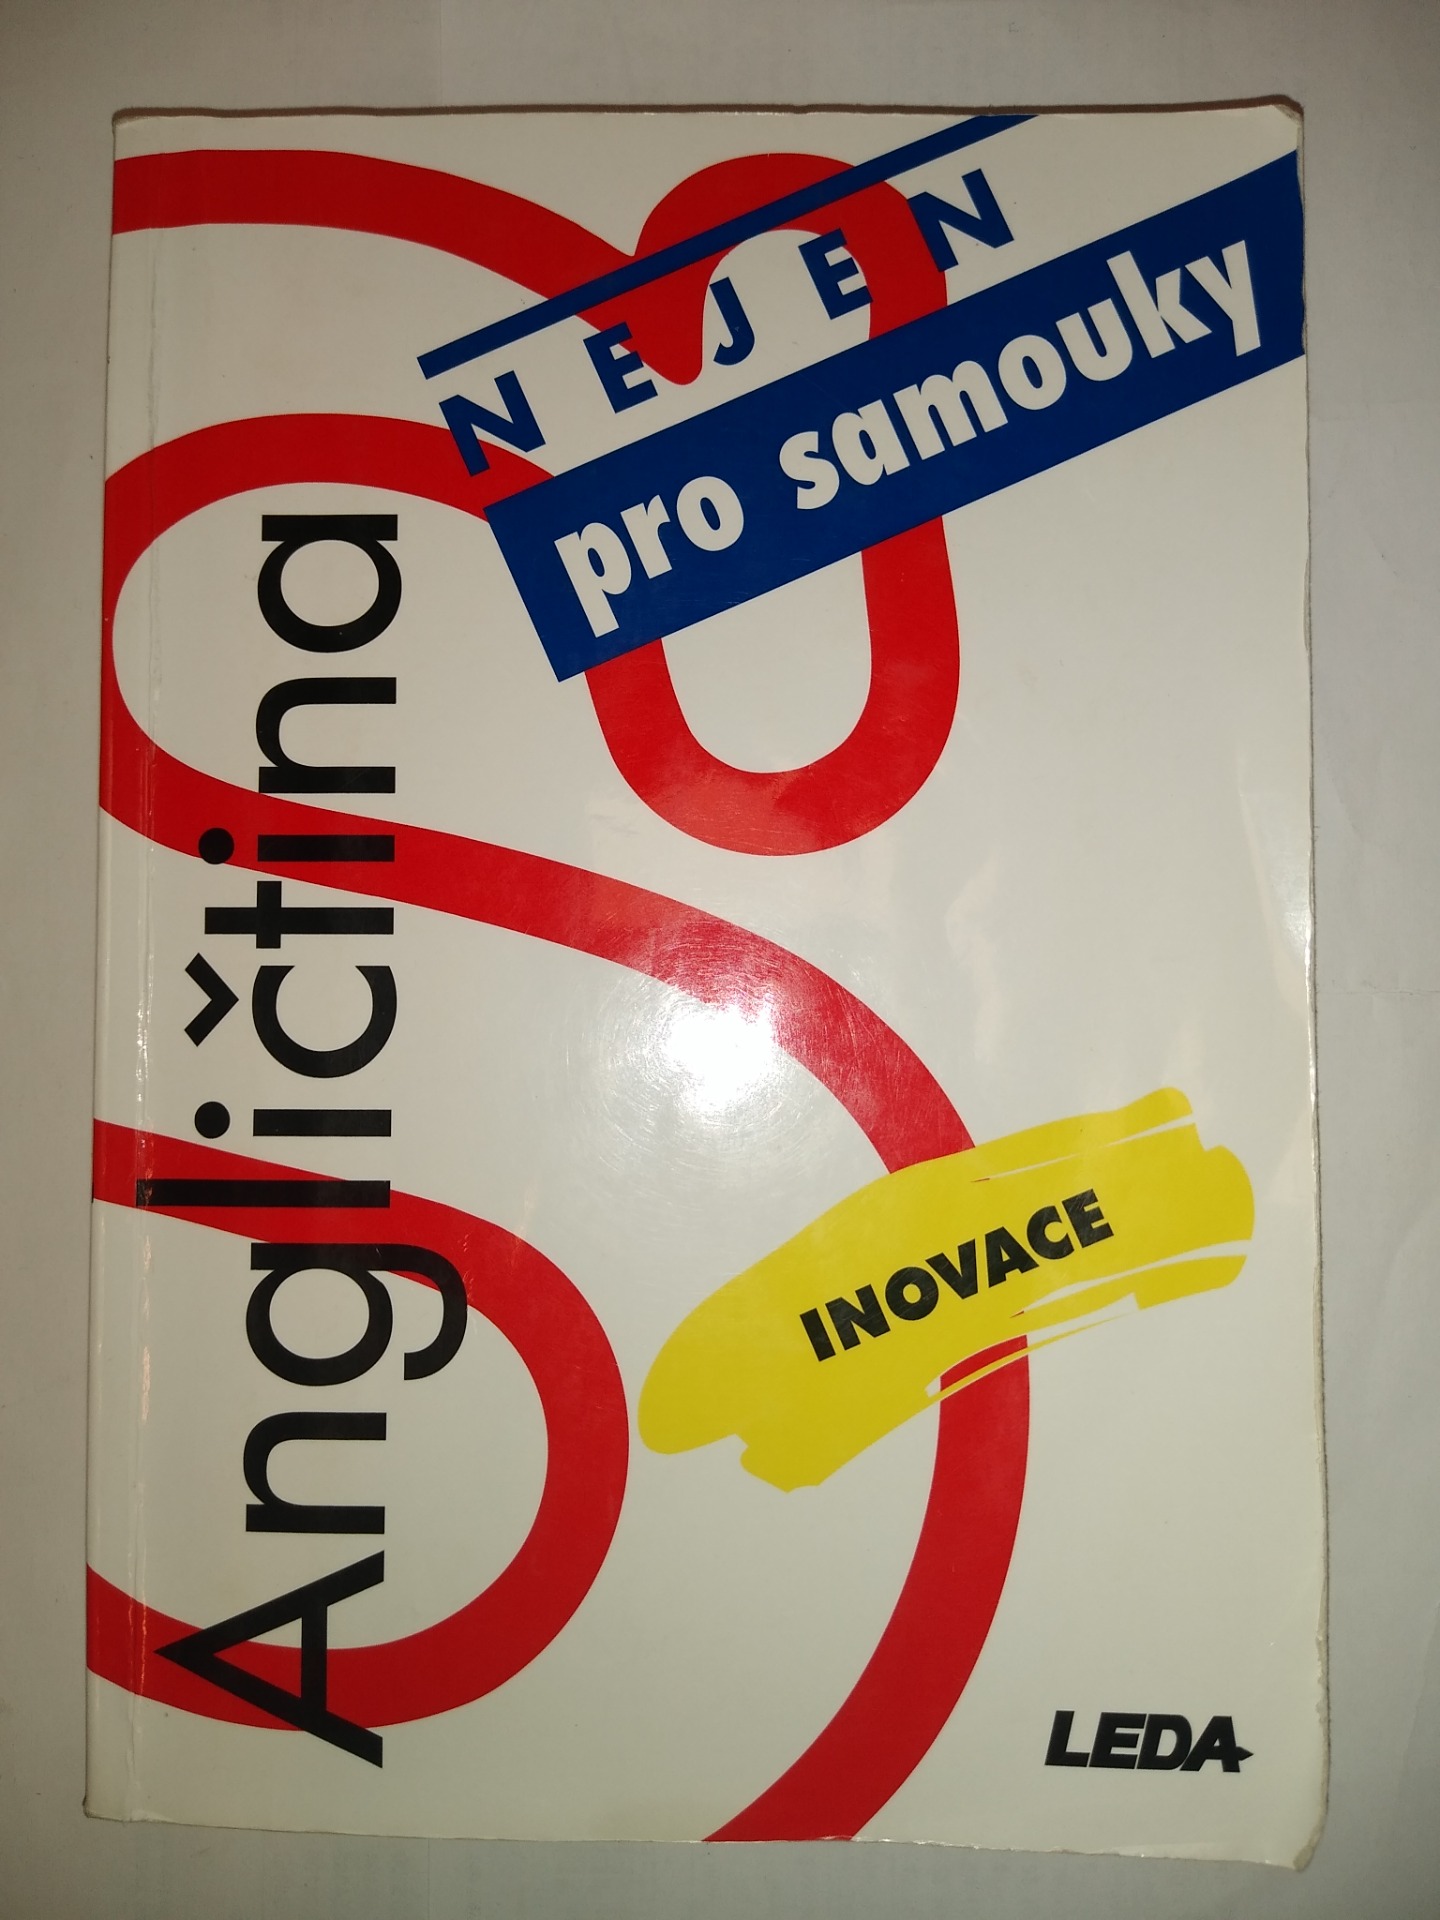 NEJEN
pro samouky
Angličtina
INOVACE
LEDA